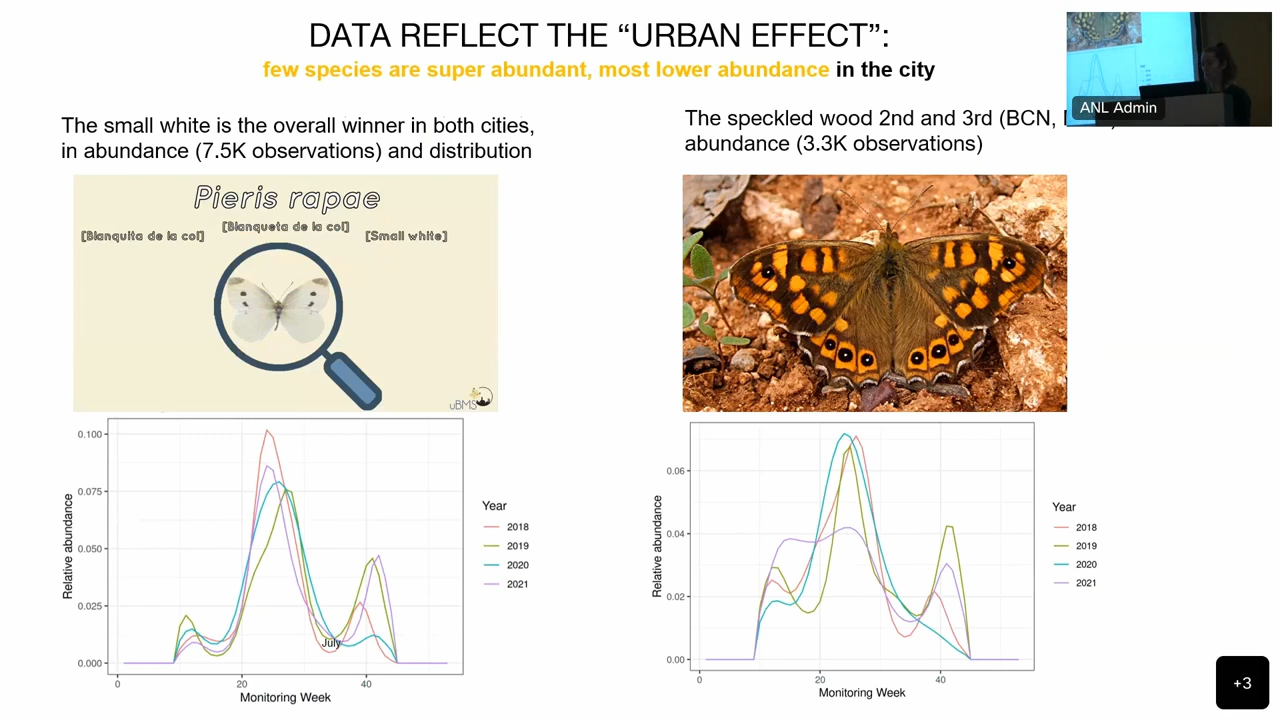 DATA REFLECT THE “URBAN EFFECT”:
few species are super abundant, most lower abundance in the city
ANL Admin
The small white is the overall winner in both cities,
in abundance (7.5K observations) and distribution
The speckled wood 2nd and 3rd (BCN,
abundance (3.3K observations)
Pieris rapae
[Blanquita de la col]
[Blanqueta de la col]
[Small white]
uBMS
0.100
0.075
0.050
0.025
0.000
Relative abundance
0
20
40
Monitoring Week
July
Year
2018
2019
2020
2021
0.06
0.04
0.02
0.00
Relative abundance
0
20
40
Monitoring Week
Year
2018
2019
2020
2021
+3